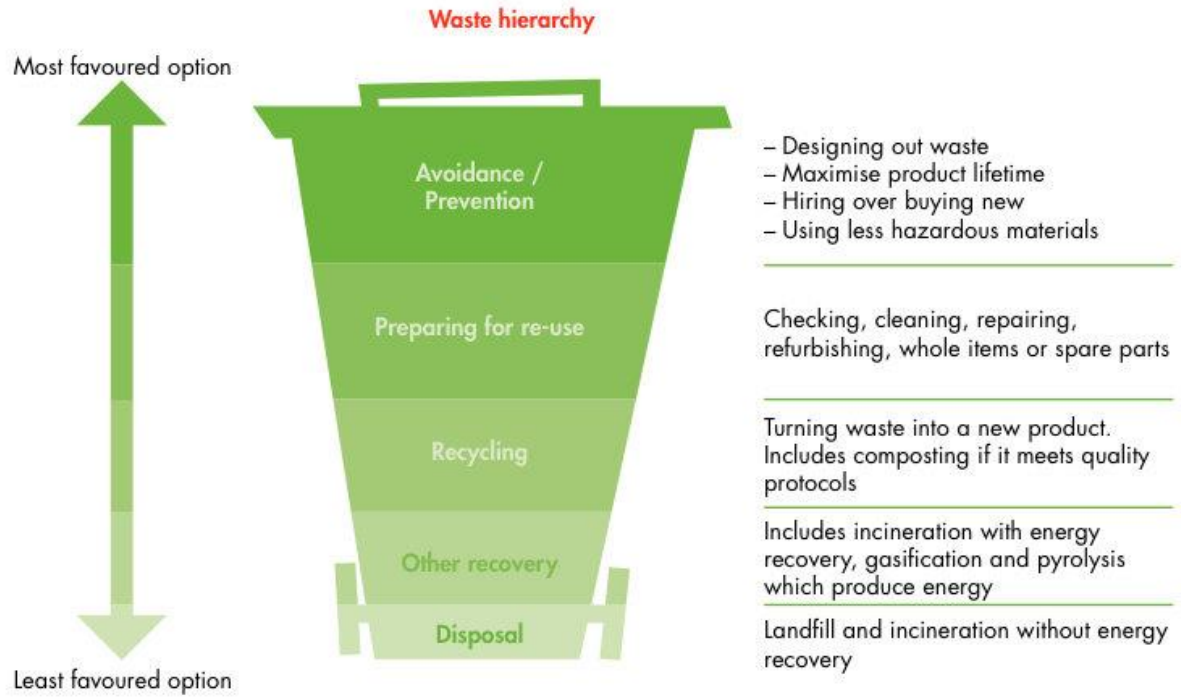 Waste hierarchy
Most favoured option
Avoidance /
Prevention
– Designing out waste
– Maximise product lifetime
– Hiring over buying new
– Using less hazardous materials
Preparing for re-use
Checking, cleaning, repairing,
refurbishing, whole items or spare parts
Recycling
Turning waste into a new product.
Includes composting if it meets quality
protocols
Other recovery
Includes incineration with energy
recovery, gasification and pyrolysis
which produce energy
Disposal
Landfill and incineration without energy
recovery
Least favoured option